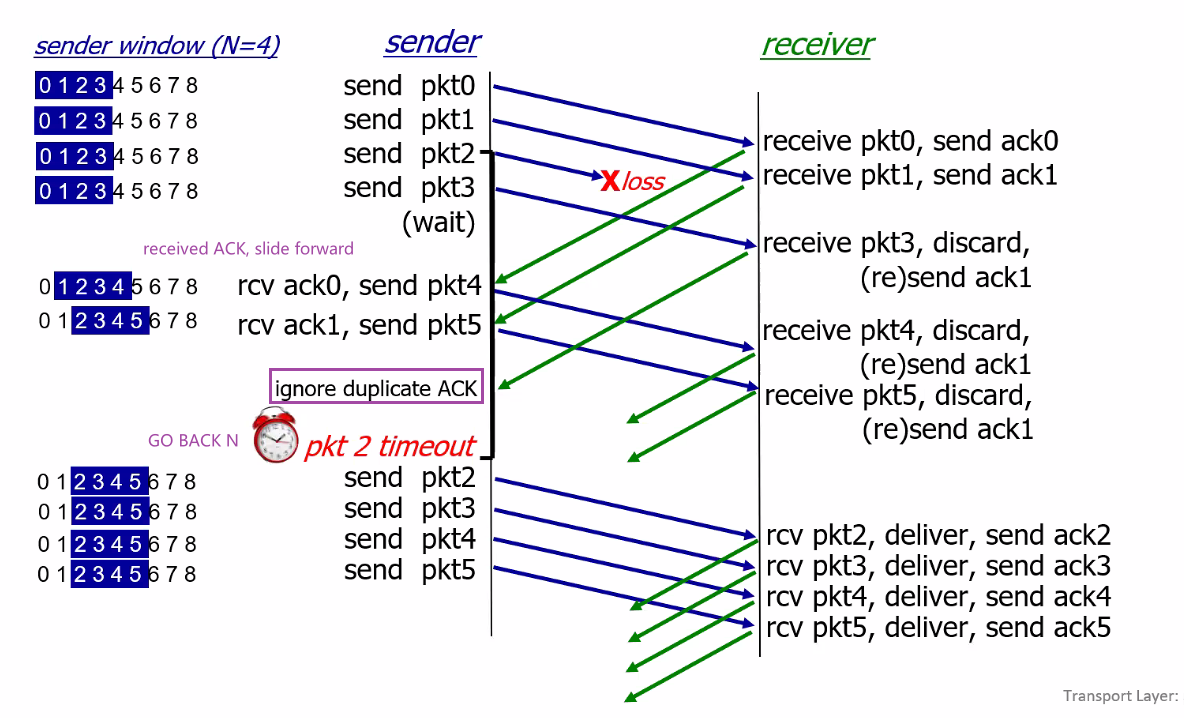 sender window (N=4)
sender
receiver
0 1 2 3 4 5 6 7 8
send pkt0
0 1 2 3 4 5 6 7 8
send pkt1
0 1 2 3 4 5 6 7 8
send pkt2
0 1 2 3 4 5 6 7 8
send pkt3
(wait)
X loss
receive pkt0, send ack0
receive pkt1, send ack1
receive pkt3, discard,
(re)send ack1
received ACK, slide forward
0 1 2 3 4 5 6 7 8
rcv ack0, send pkt4
0 1 2 3 4 5 6 7 8
rcv ack1, send pkt5
receive pkt4, discard,
(re)send ack1
receive pkt5, discard,
(re)send ack1
ignore duplicate ACK
GO BACK N
pkt 2 timeout
0 1 2 3 4 5 6 7 8
send pkt2
0 1 2 3 4 5 6 7 8
send pkt3
0 1 2 3 4 5 6 7 8
send pkt4
0 1 2 3 4 5 6 7 8
send pkt5
rcv pkt2, deliver, send ack2
rcv pkt3, deliver, send ack3
rcv pkt4, deliver, send ack4
rcv pkt5, deliver, send ack5
Transport Layer: